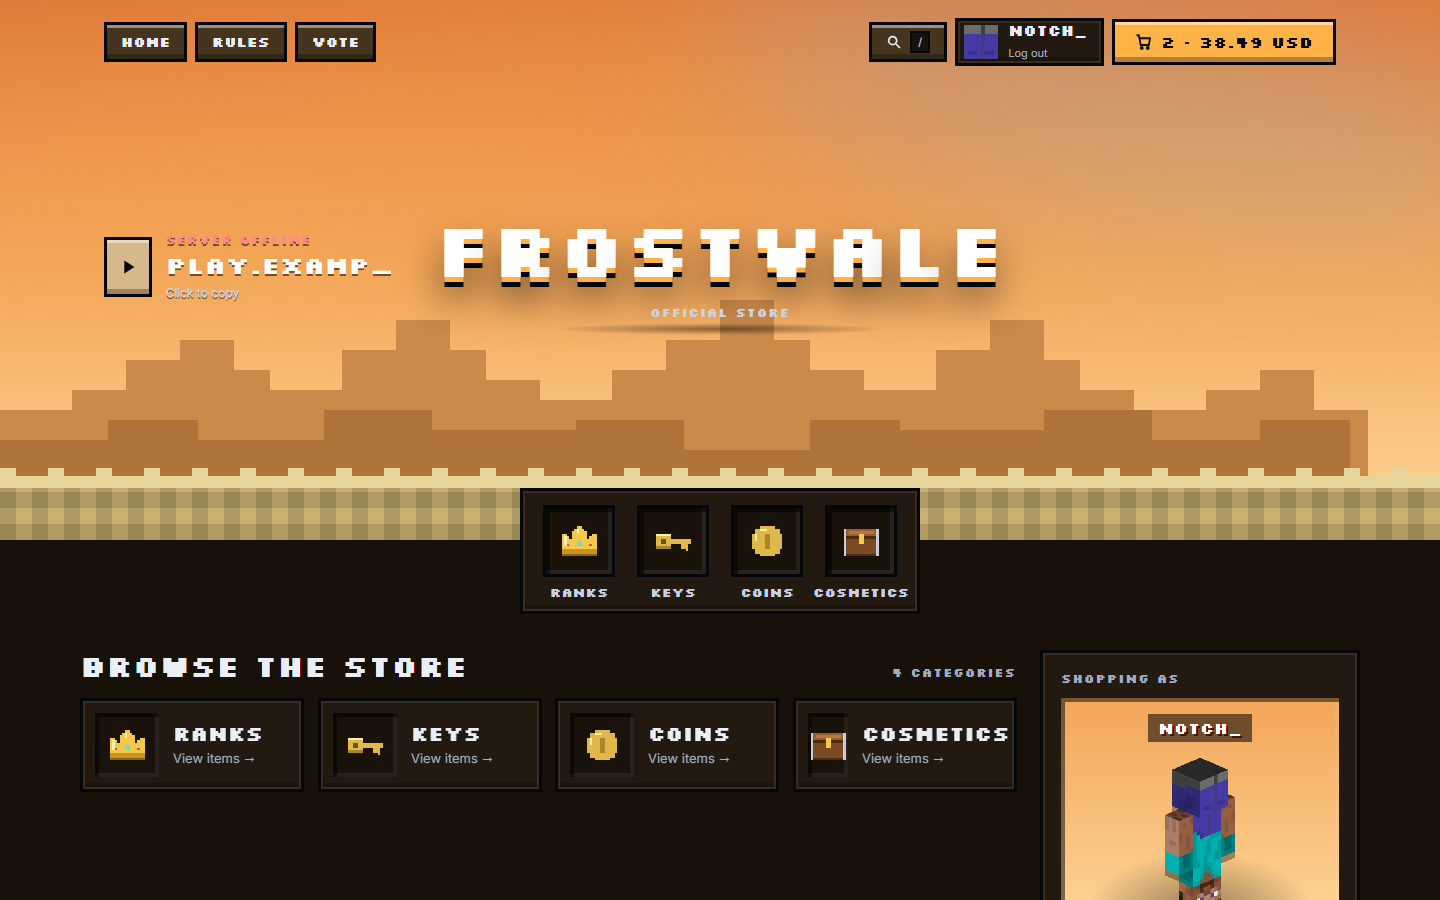 HOME
RULES
VOTE
/
NOTCH_
Log out
2 - 38.49 USD
SERVER OFFLINE
PLAY.EXAMP_
Click to copy
FROSTVALE
OFFICIAL STORE
RANKS
KEYS
COINS
COSMETICS
BROWSE THE STORE
4 CATEGORIES
RANKS
View items →
KEYS
View items →
COINS
View items →
COSMETICS
View items →
SHOPPING AS
NOTCH_